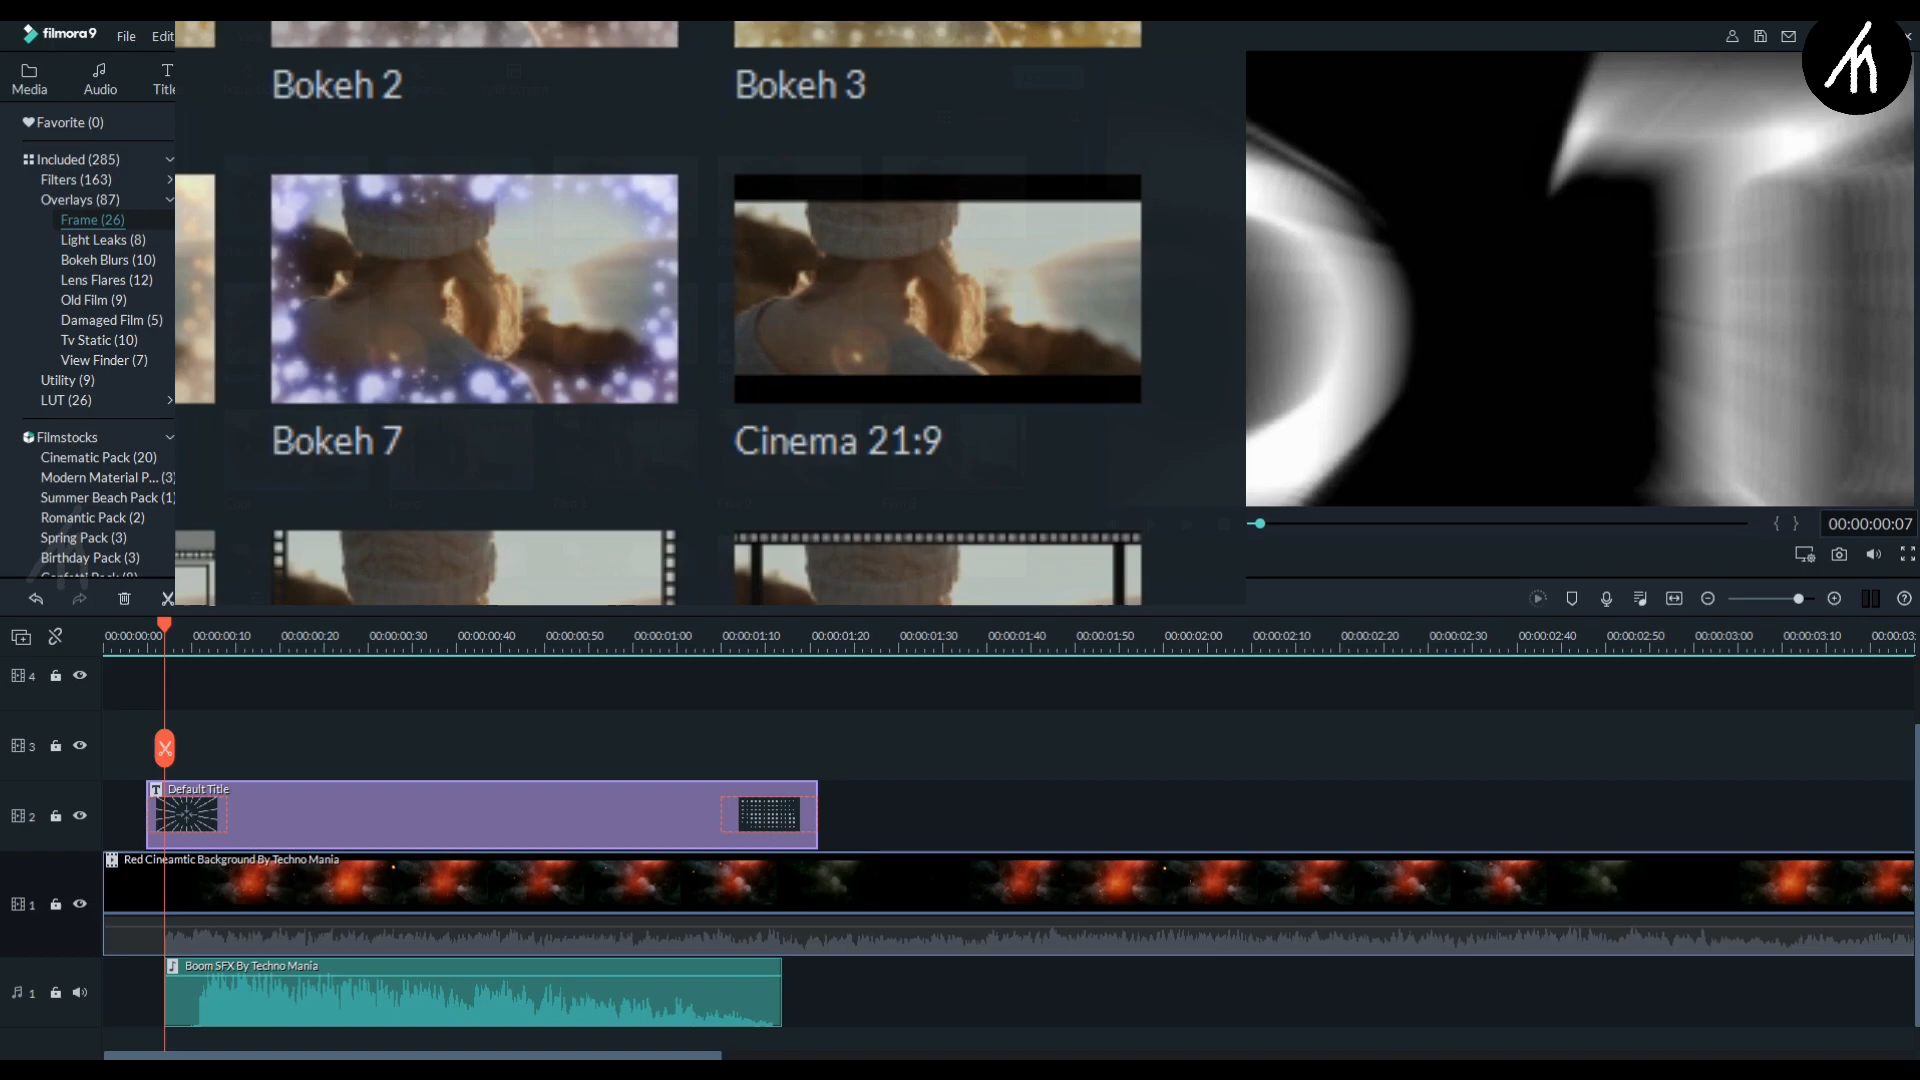 filmora9 File Edit
Media Audio Title
Favorite (0)
Included (285)
Filters (163)
Overlays (87)
Frame (26)
Light Leaks (8)
Bokeh Blurs (10)
Lens Flares (12)
Old Film (9)
Damaged Film (5)
Tv Static (10)
View Finder (7)
Utility (9)
LUT (26)
Filmstocks
Cinematic Pack (20)
Modern Material P... (3)
Summer Beach Pack (1)
Romantic Pack (2)
Spring Pack (3)
Birthday Pack (3)
Bokeh 2
Bokeh 3
Bokeh 7
Cinema 21:9
T
00:00:00:07
00:00:00:00 00:00:00:10 00:00:00:20 00:00:00:30 00:00:00:40 00:00:00:50 00:00:01:00 00:00:01:10 00:00:01:20 00:00:01:30 00:00:01:40 00:00:01:50 00:00:02:00 00:00:02:10 00:00:02:20 00:00:02:30 00:00:02:40 00:00:02:50 00:00:03:00 00:00:03:10 00:00:03:
4
3
2
T Default Title
1
Red Cineamtic Background By Techno Mania
1
Boom SFX By Techno Mania